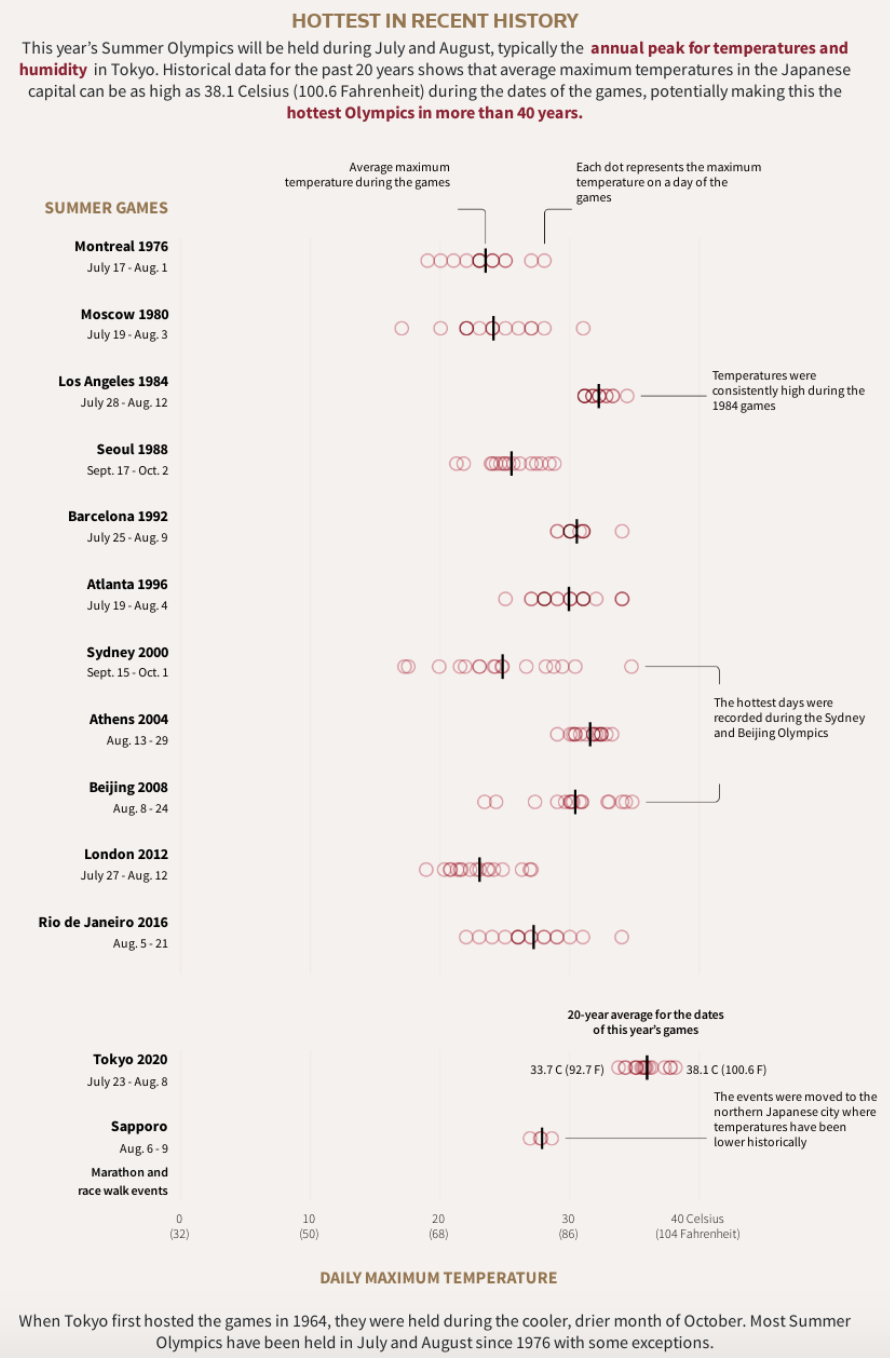 HOTTEST IN RECENT HISTORY
This year's Summer Olympics will be held during July and August, typically the annual peak for temperatures and
humidity in Tokyo. Historical data for the past 20 years shows that average maximum temperatures in the Japanese
capital can be as high as 38.1 Celsius (100.6 Fahrenheit) during the dates of the games, potentially making this the
hottest Olympics in more than 40 years.
Average maximum
temperature during the games
Each dot represents the maximum
temperature on a day of the
games
SUMMER GAMES
Montreal 1976
July 17 - Aug. 1
Moscow 1980
July 19 - Aug. 3
Los Angeles 1984
July 28 - Aug. 12
Temperatures were
consistently high during the
1984 games
Seoul 1988
Sept. 17 - Oct. 2
Barcelona 1992
July 25 - Aug. 9
Atlanta 1996
July 19 - Aug. 4
Sydney 2000
Sept. 15 - Oct. 1
The hottest days were
recorded during the Sydney
and Beijing Olympics
Athens 2004
Aug. 13 - 29
Beijing 2008
Aug. 8 - 24
London 2012
July 27 - Aug. 12
Rio de Janeiro 2016
Aug. 5 - 21
20-year average for the dates
of this year's games
Tokyo 2020
July 23 - Aug. 8
33.7 C (92.7 F)
38.1 C (100.6 F)
The events were moved to the
northern Japanese city where
temperatures have been
lower historically
Sapporo
Aug. 6 - 9
Marathon and
race walk events
0 10 20 30 40 Celsius
(32) (50) (68) (86) (104 Fahrenheit)
DAILY MAXIMUM TEMPERATURE
When Tokyo first hosted the games in 1964, they were held during the cooler, drier month of October. Most Summer
Olympics have been held in July and August since 1976 with some exceptions.